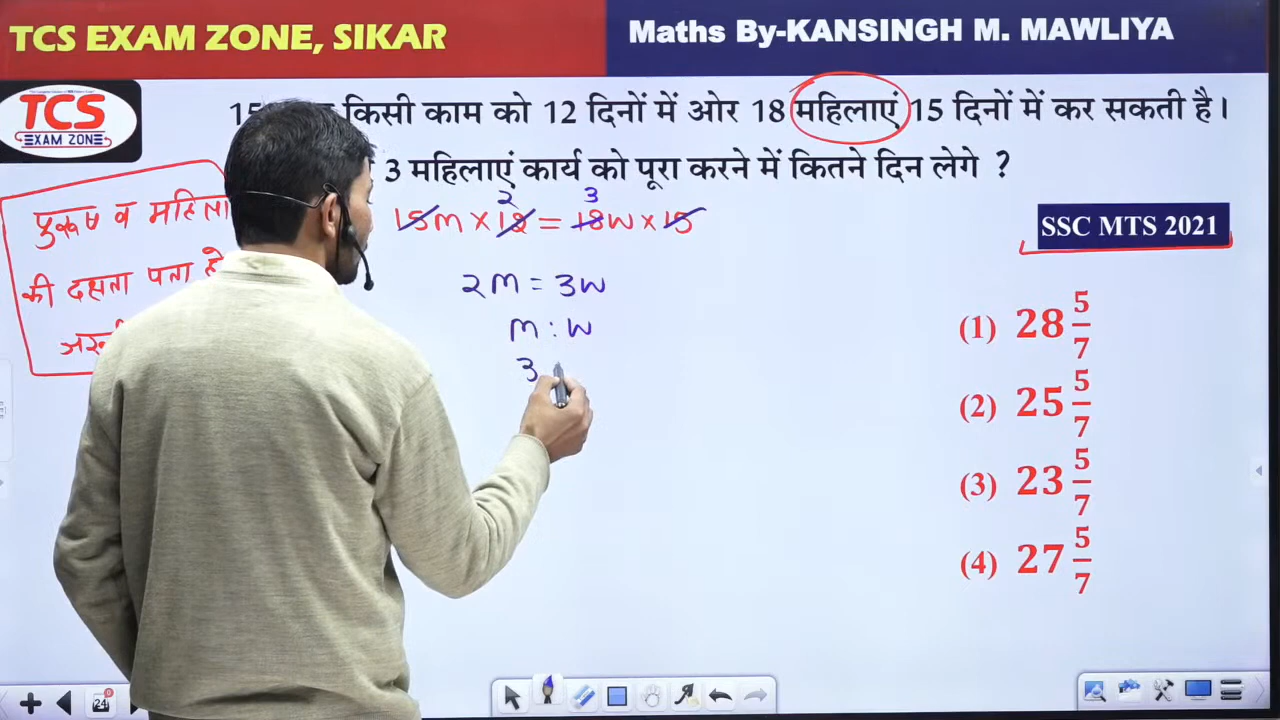 TCS EXAM ZONE, SIKAR
Maths By-KANSINGH M. MAWLIYA
TCS
EXAM ZONE
किसी काम को 12 दिनों में ओर 18 महिलाएं 15 दिनों में कर सकती है।
3 महिलाएं कार्य को पूरा करने में कितने दिन लेगे ?
2 3
15M × 12 = 18W × 15
पुरूष व महिला
की दक्षता पता
SSC MTS 2021
2M = 3W
M : W
3
(1) 28 5/7
(2) 25 5/7
(3) 23 5/7
(4) 27 5/7
24